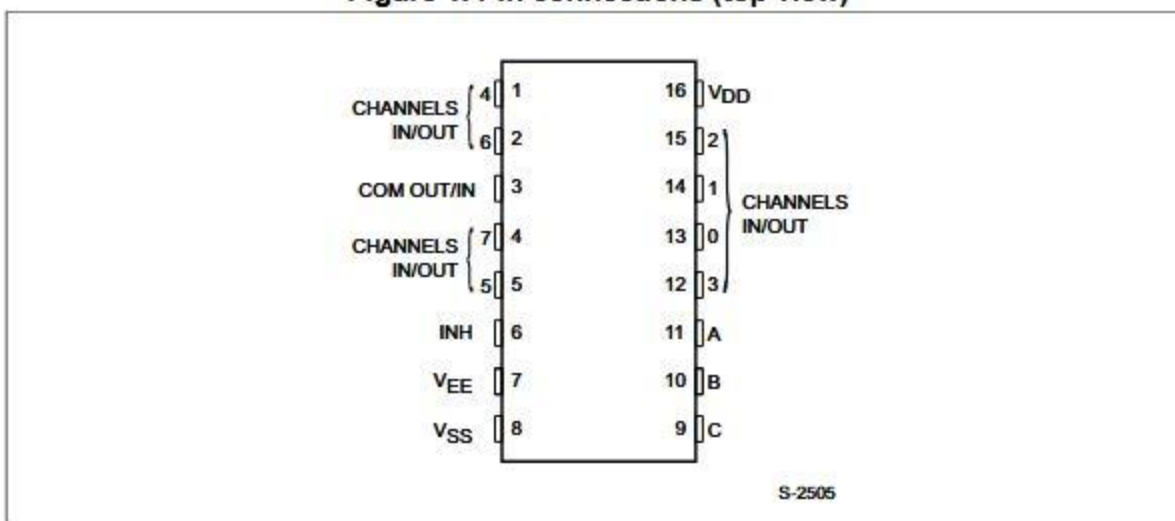 CHANNELS
IN/OUT
4 1
6 2
COM OUT/IN 3
CHANNELS
IN/OUT
7 4
5 5
INH 6
VEE 7
VSS 8
16 VDD
15 2
14 1
13 0
12 3
CHANNELS
IN/OUT
11 A
10 B
9 C
S-2505